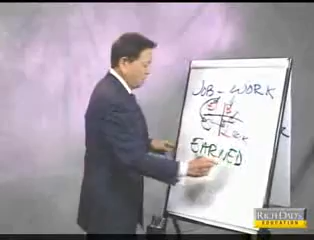 JOB - WORK
E B
EARNED
RICH DAD'S
EDUCATION